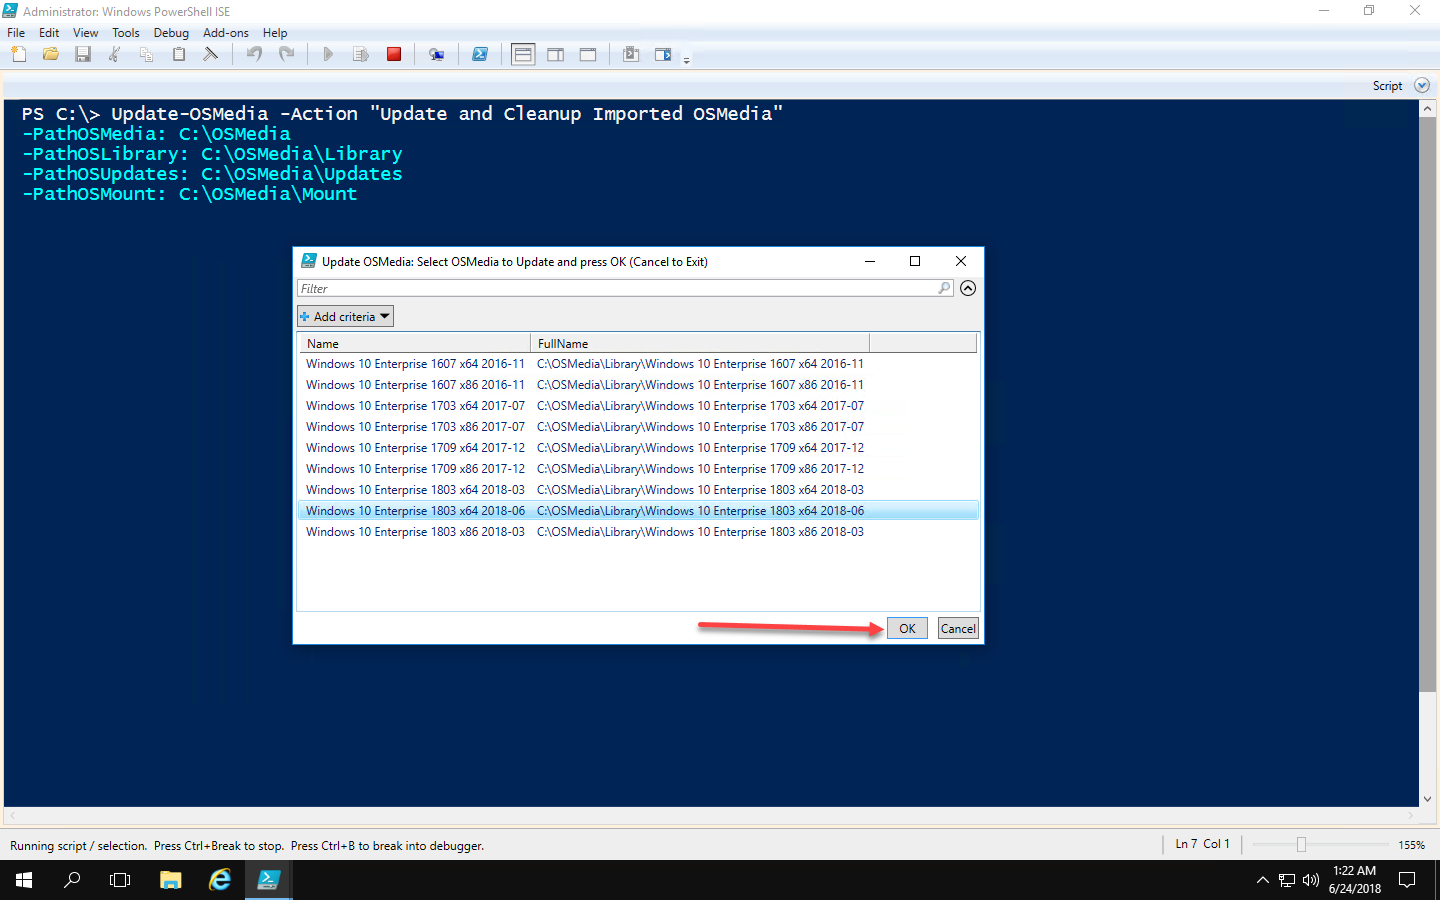 Administrator: Windows PowerShell ISE
File Edit View Tools Debug Add-ons Help
Script
PS C:\> Update-OSMedia -Action "Update and Cleanup Imported OSMedia"
-PathOSMedia: C:\OSMedia
-PathOSLibrary: C:\OSMedia\Library
-PathOSUpdates: C:\OSMedia\Updates
-PathOSMount: C:\OSMedia\Mount
Update OSMedia: Select OSMedia to Update and press OK (Cancel to Exit)
Filter
Add criteria
Name FullName
Windows 10 Enterprise 1607 x64 2016-11 C:\OSMedia\Library\Windows 10 Enterprise 1607 x64 2016-11
Windows 10 Enterprise 1607 x86 2016-11 C:\OSMedia\Library\Windows 10 Enterprise 1607 x86 2016-11
Windows 10 Enterprise 1703 x64 2017-07 C:\OSMedia\Library\Windows 10 Enterprise 1703 x64 2017-07
Windows 10 Enterprise 1703 x86 2017-07 C:\OSMedia\Library\Windows 10 Enterprise 1703 x86 2017-07
Windows 10 Enterprise 1709 x64 2017-12 C:\OSMedia\Library\Windows 10 Enterprise 1709 x64 2017-12
Windows 10 Enterprise 1709 x86 2017-12 C:\OSMedia\Library\Windows 10 Enterprise 1709 x86 2017-12
Windows 10 Enterprise 1803 x64 2018-03 C:\OSMedia\Library\Windows 10 Enterprise 1803 x64 2018-03
Windows 10 Enterprise 1803 x64 2018-06 C:\OSMedia\Library\Windows 10 Enterprise 1803 x64 2018-06
Windows 10 Enterprise 1803 x86 2018-03 C:\OSMedia\Library\Windows 10 Enterprise 1803 x86 2018-03
OK Cancel
Running script / selection. Press Ctrl+Break to stop. Press Ctrl+B to break into debugger.
Ln 7 Col 1
155%
1:22 AM
6/24/2018